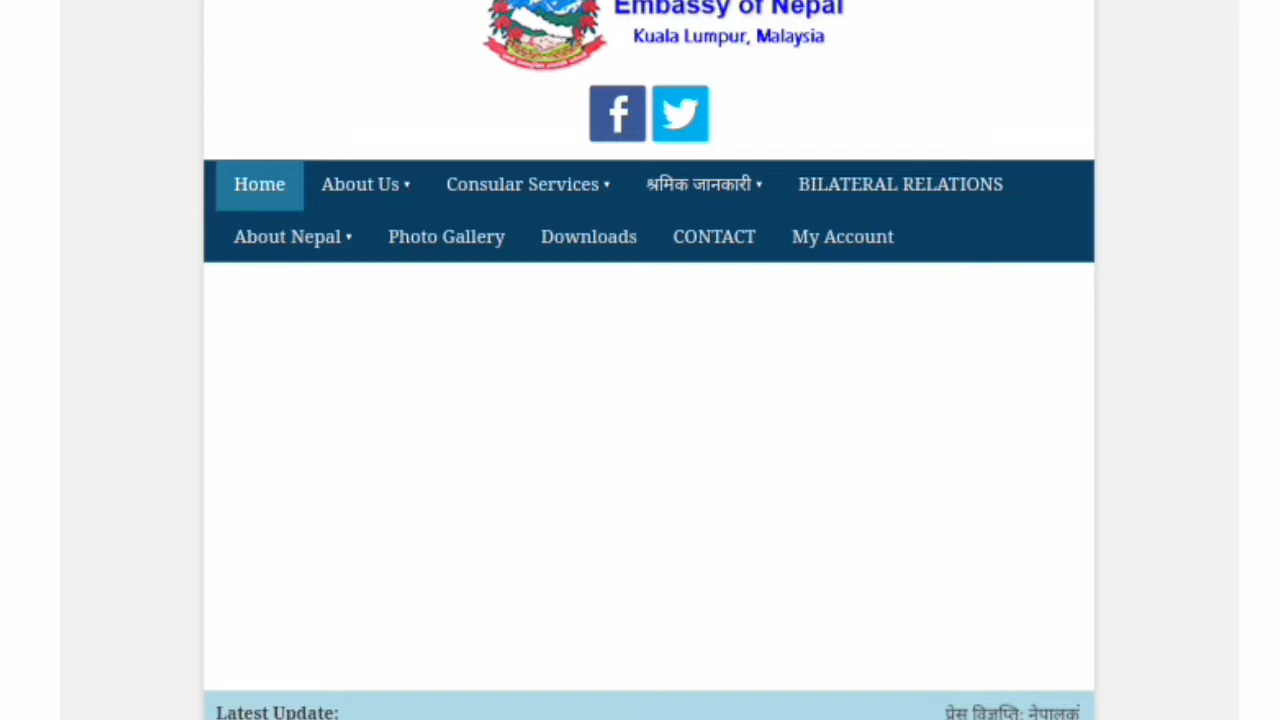 Embassy of Nepal
Kuala Lumpur, Malaysia
Home About Us Consular Services श्रमिक जानकारी BILATERAL RELATIONS
About Nepal Photo Gallery Downloads CONTACT My Account
Latest Update: प्रेस विज्ञप्ति: नेपालका